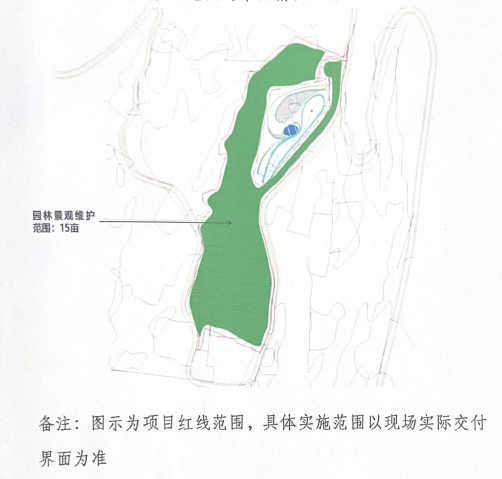 园林景观维护
范围：15亩
备注：图示为项目红线范围，具体实施范围以现场实际交付
界面为准